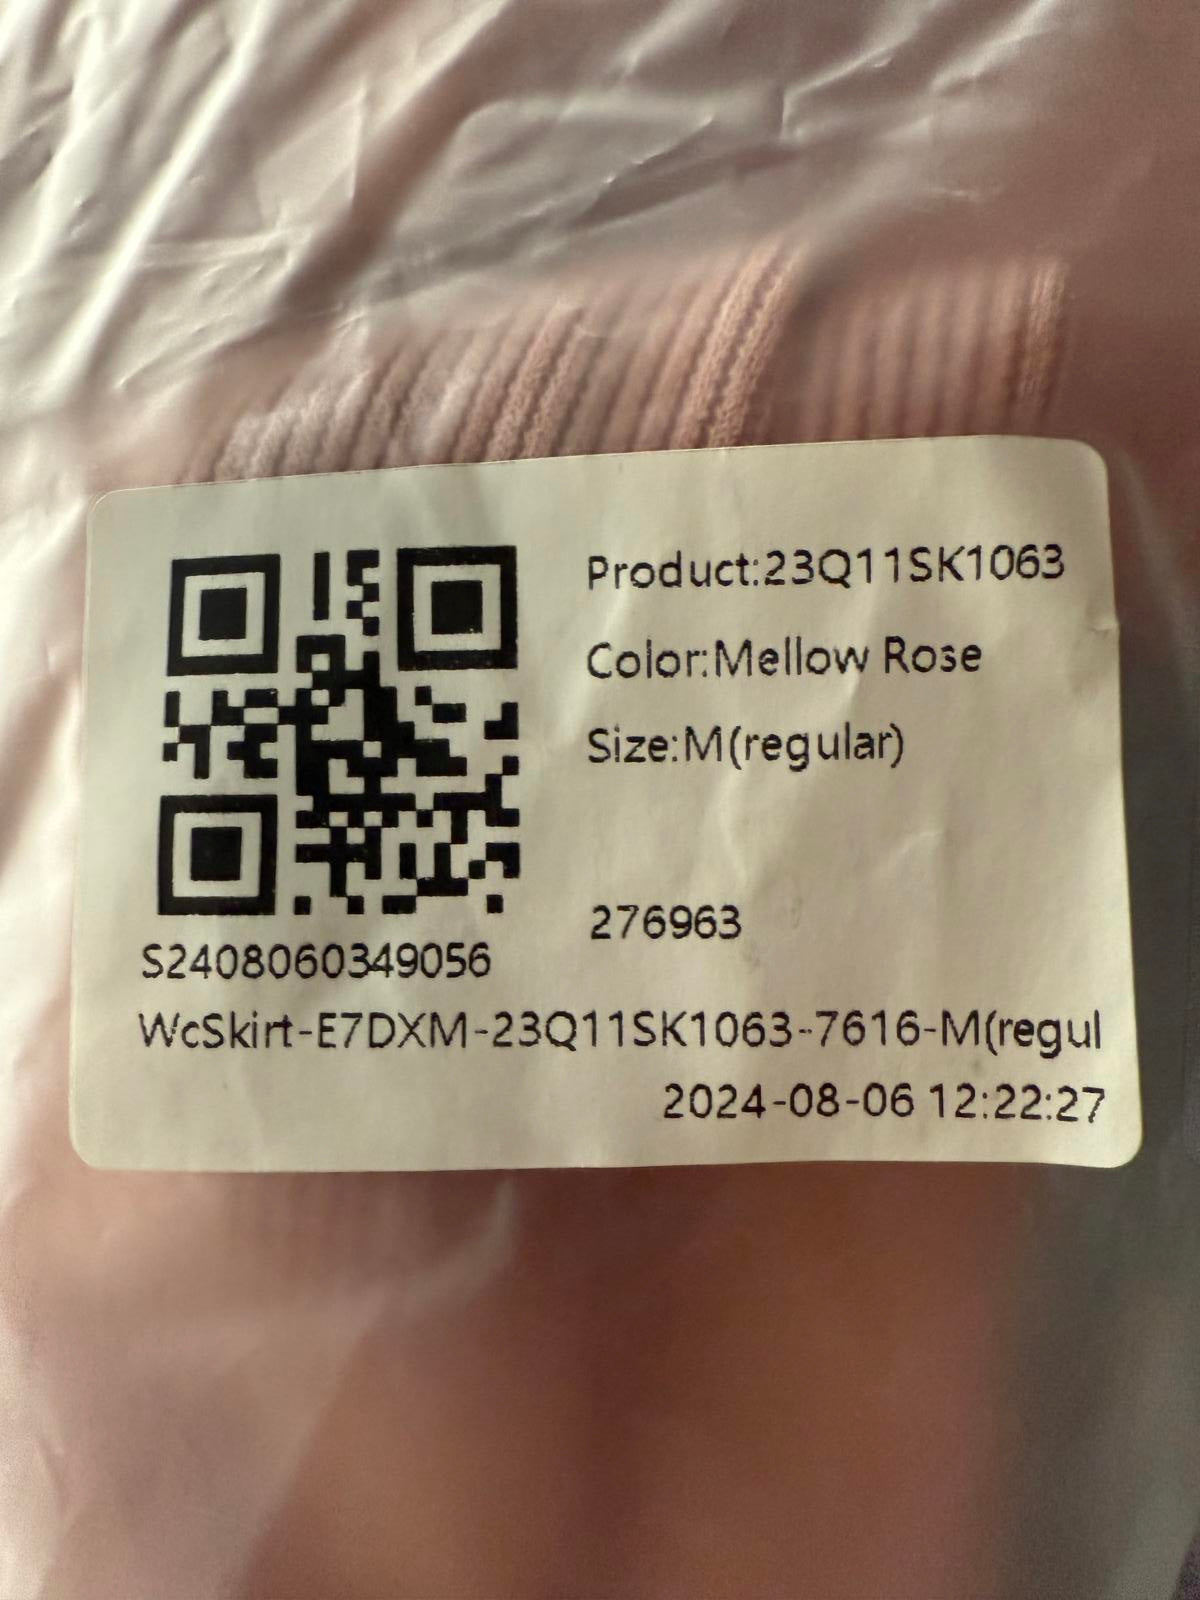 Product:23Q11SK1063
Color:Mellow Rose
Size:M(regular)
276963
S2408060349056
WcSkirt-E7DXM-23Q11SK1063-7616-M(regul
2024-08-06 12:22:27